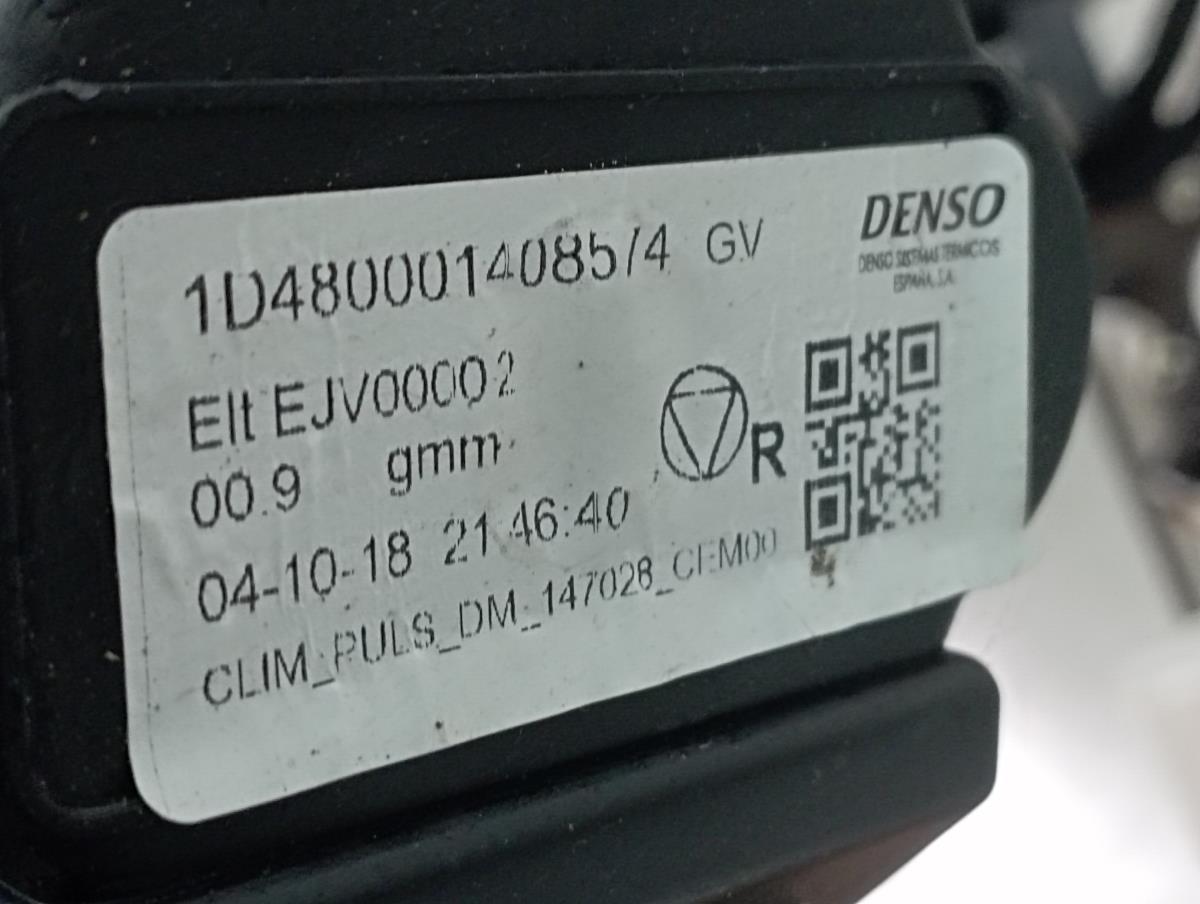 1D4800014085/4 GV
DENSO
DENSO SISTEMAS TERMICOS
ESPAÑA, S.A.
Elt EJV00002
00.9 gmm
R
04-10-18 21:46:40
CLIM_PULS_DM_147028_CFM00